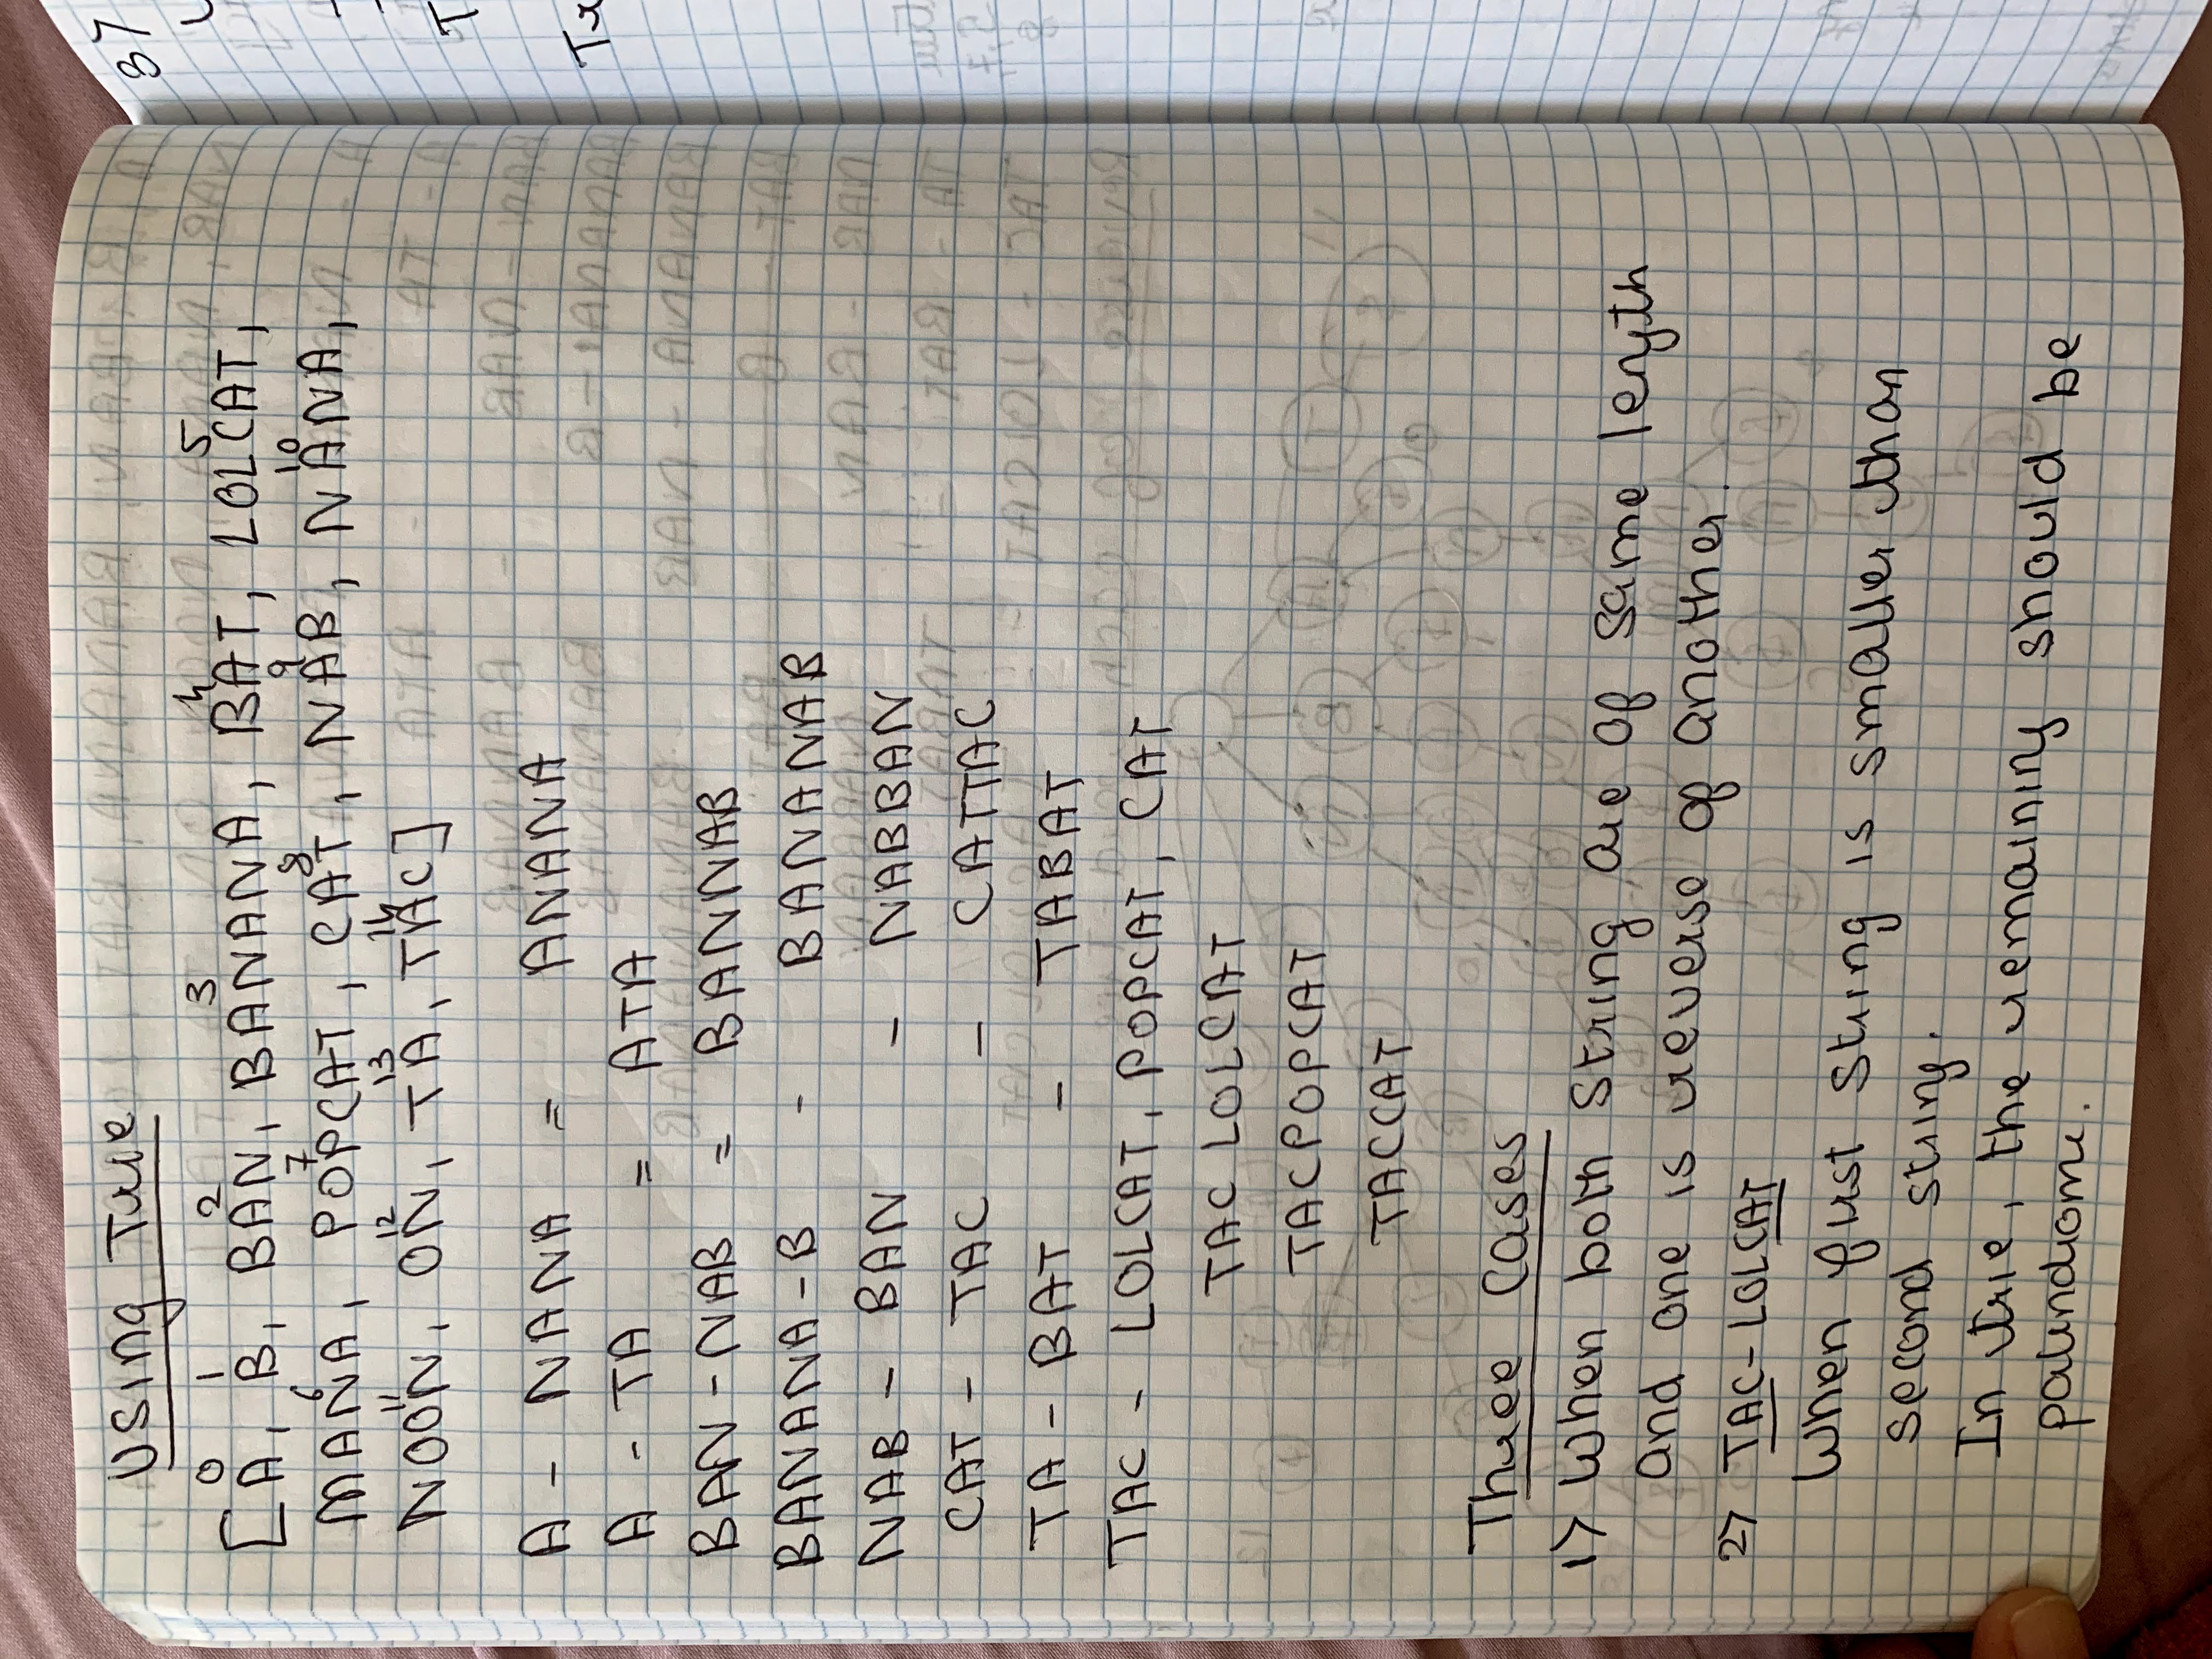 Using Trie
0 1 2 3 4 5
[A, B, BAN, BANANA, BAT, LOLCAT,
6 7 8 9 10
MANA, POPCAT, CAT, NAB, NANA,
11 12 13 14
NOON, ON, TA, TAC]
A - NANA = ANANA
A - TA = ATA
BAN - NAB = BANNAB
BANANA - B - BANANAB
NAB - BAN - NABBAN
CAT - TAC - CATTAC
TA - BAT - TABAT
TAC - LOLCAT, POPCAT, CAT
TAC LOLCAT
TACPOPCAT
TACCAT
Three Cases
1> When both string are of same length
and one is reverse of another.
2> TAC-LOLCAT
When first string is smaller than
second string.
In trie, the remaining should be
palindrome.
37